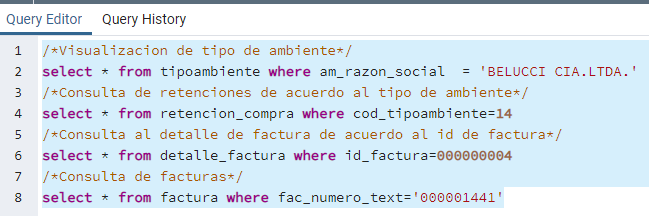 Query Editor Query History
1 /*Visualizacion de tipo de ambiente*/
2 select * from tipoambiente where am_razon_social  = 'BELUCCI CIA.LTDA.'
3 /*Consulta de retenciones de acuerdo al tipo de ambiente*/
4 select * from retencion_compra where cod_tipoambiente=14
5 /*Consulta al detalle de factura de acuerdo al id de factura*/
6 select * from detalle_factura where id_factura=000000004
7 /*Consulta de facturas*/
8 select * from factura where fac_numero_text='000001441'